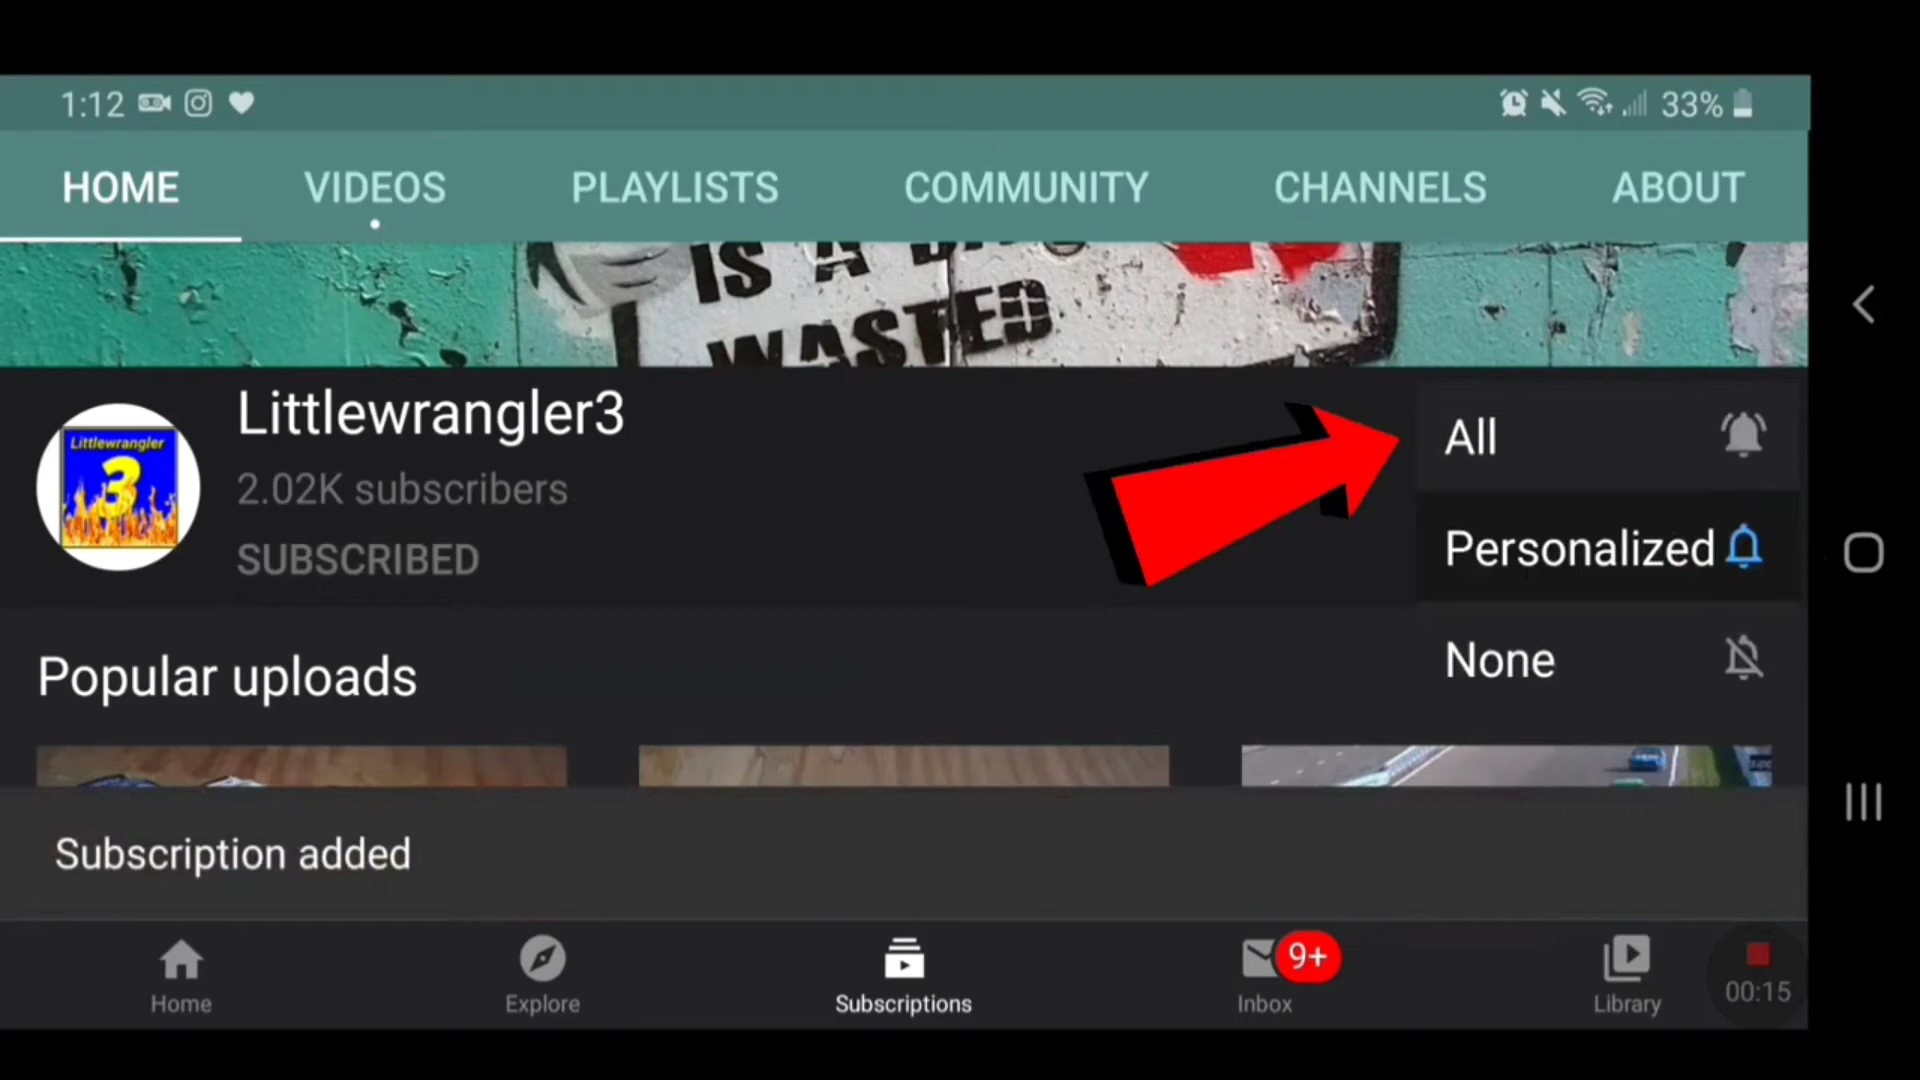 1:12
33%
HOME VIDEOS PLAYLISTS COMMUNITY CHANNELS ABOUT
IS A
WASTED
Littlewrangler3
2.02K subscribers
SUBSCRIBED
Littlewrangler
3
All
Personalized
None
Popular uploads
Subscription added
Home
Explore
Subscriptions
9+
Inbox
Library
00:15